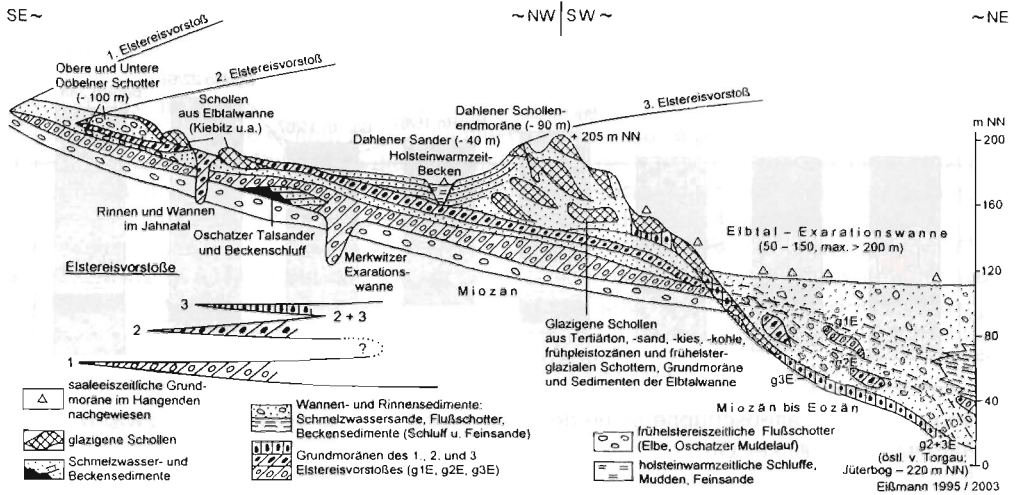 SE ~
~ NW
SW ~
~ NE
1. Elstereisvorstoß
Obere und Untere
Döbelner Schotter
(- 100 m)
2. Elstereisvorstoß
Schollen
aus Elbtalwanne
(Kiebitz u.a.)
Dahlener Schollen-
endmoräne (~ 90 m)
3. Elstereisvorstoß
+ 205 m NN
Dahlener Sander (~ 40 m)
Holsteinwarmzeit-
Becken
m NN
200
160
120
80
40
0
Rinnen und Wannen
im Jahnatal
Oschatzer Talsander
und Beckenschluff
Merkwitzer
Exarations-
wanne
Miozän
Elbtal – Exarationswanne
(50 – 150, max. > 200 m)
Elstereisvorstöße
3
2 + 3
2
?
1
Glazigene Schollen
aus Tertiärton, -sand, -kies, -kohle,
frühpleistozänen und frühelster-
glazialen Schottern, Grundmoräne
und Sedimenten der Elbtalwanne
g1E
g2E
g3E
Miozän bis Eozän
g2+3E
(östl. v. Torgau;
Jüterbog – 220 m NN)
Eißmann 1995 / 2003
saaleeiszeitliche Grund-
moräne im Hangenden
nachgewiesen
glazigene Schollen
Schmelzwasser- und
Beckensedimente
Wannen- und Rinnensedimente:
Schmelzwassersande, Flußschotter,
Beckensedimente (Schluff u. Feinsande)
Grundmoränen des 1., 2. und 3
Elstereisvorstoßes (g1E, g2E, g3E)
frühelstereiszeitliche Flußschotter
(Elbe, Oschatzer Muldelauf)
holsteinwarmzeitliche Schluffe,
Mudden, Feinsande